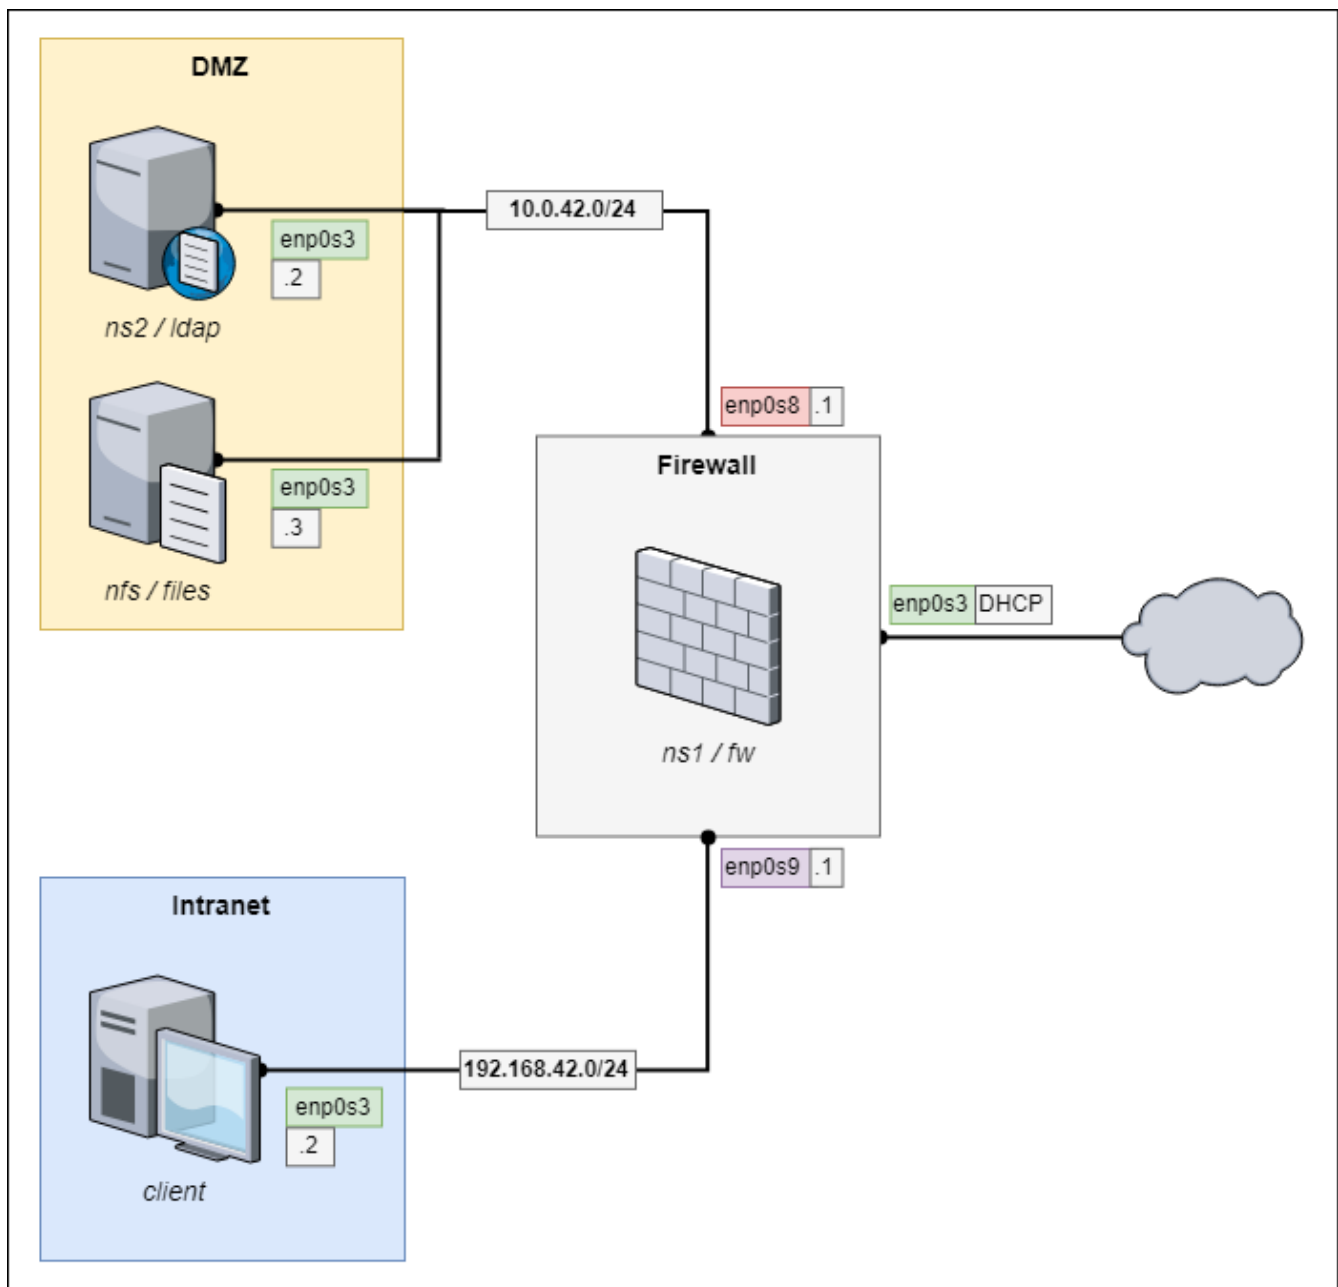 DMZ
enp0s3
.2
ns2 / ldap
enp0s3
.3
nfs / files
10.0.42.0/24
enp0s8 .1
Firewall
ns1 / fw
enp0s3 DHCP
enp0s9 .1
Intranet
192.168.42.0/24
enp0s3
.2
client